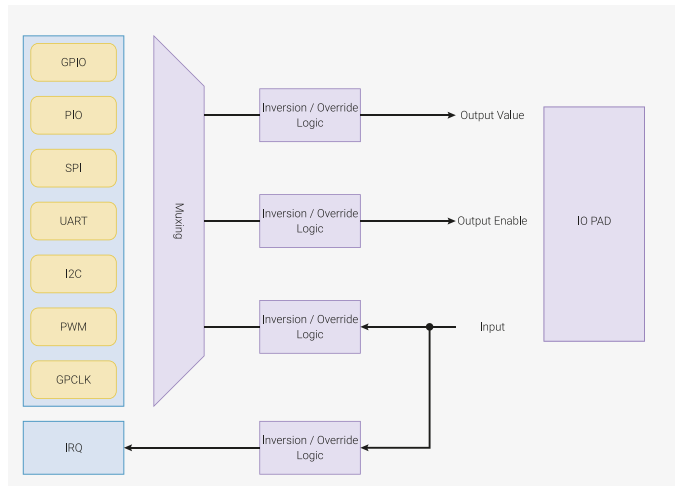 GPIO
PIO
SPI
UART
I2C
PWM
GPCLK
IRQ
Muxing
Inversion / Override
Logic
Output Value
Inversion / Override
Logic
Output Enable
Inversion / Override
Logic
Input
Inversion / Override
Logic
IO PAD